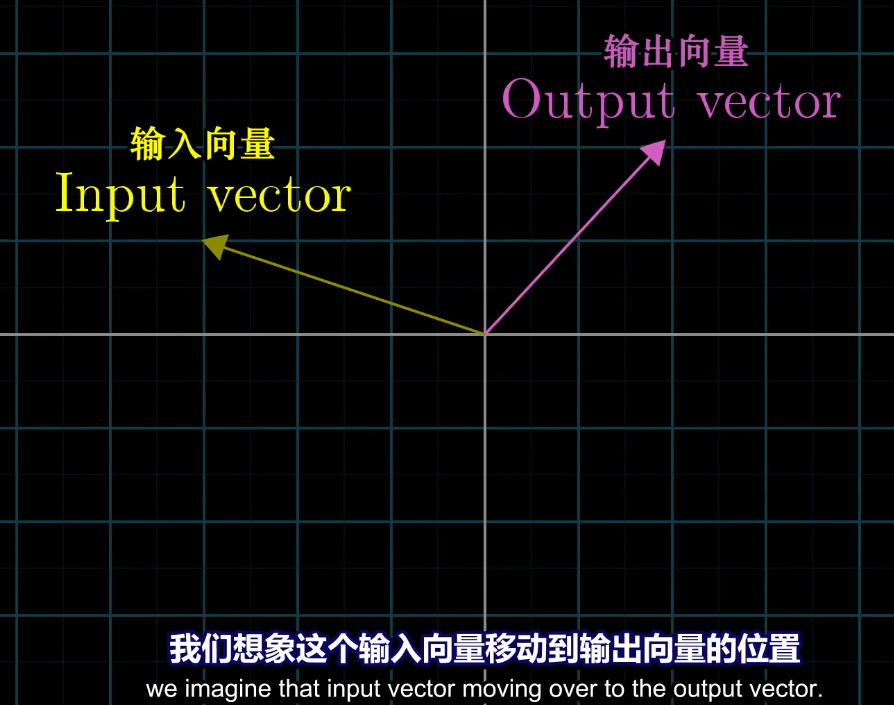 输出向量
Output vector
输入向量
Input vector
我们想象这个输入向量移动到输出向量的位置
we imagine that input vector moving over to the output vector.